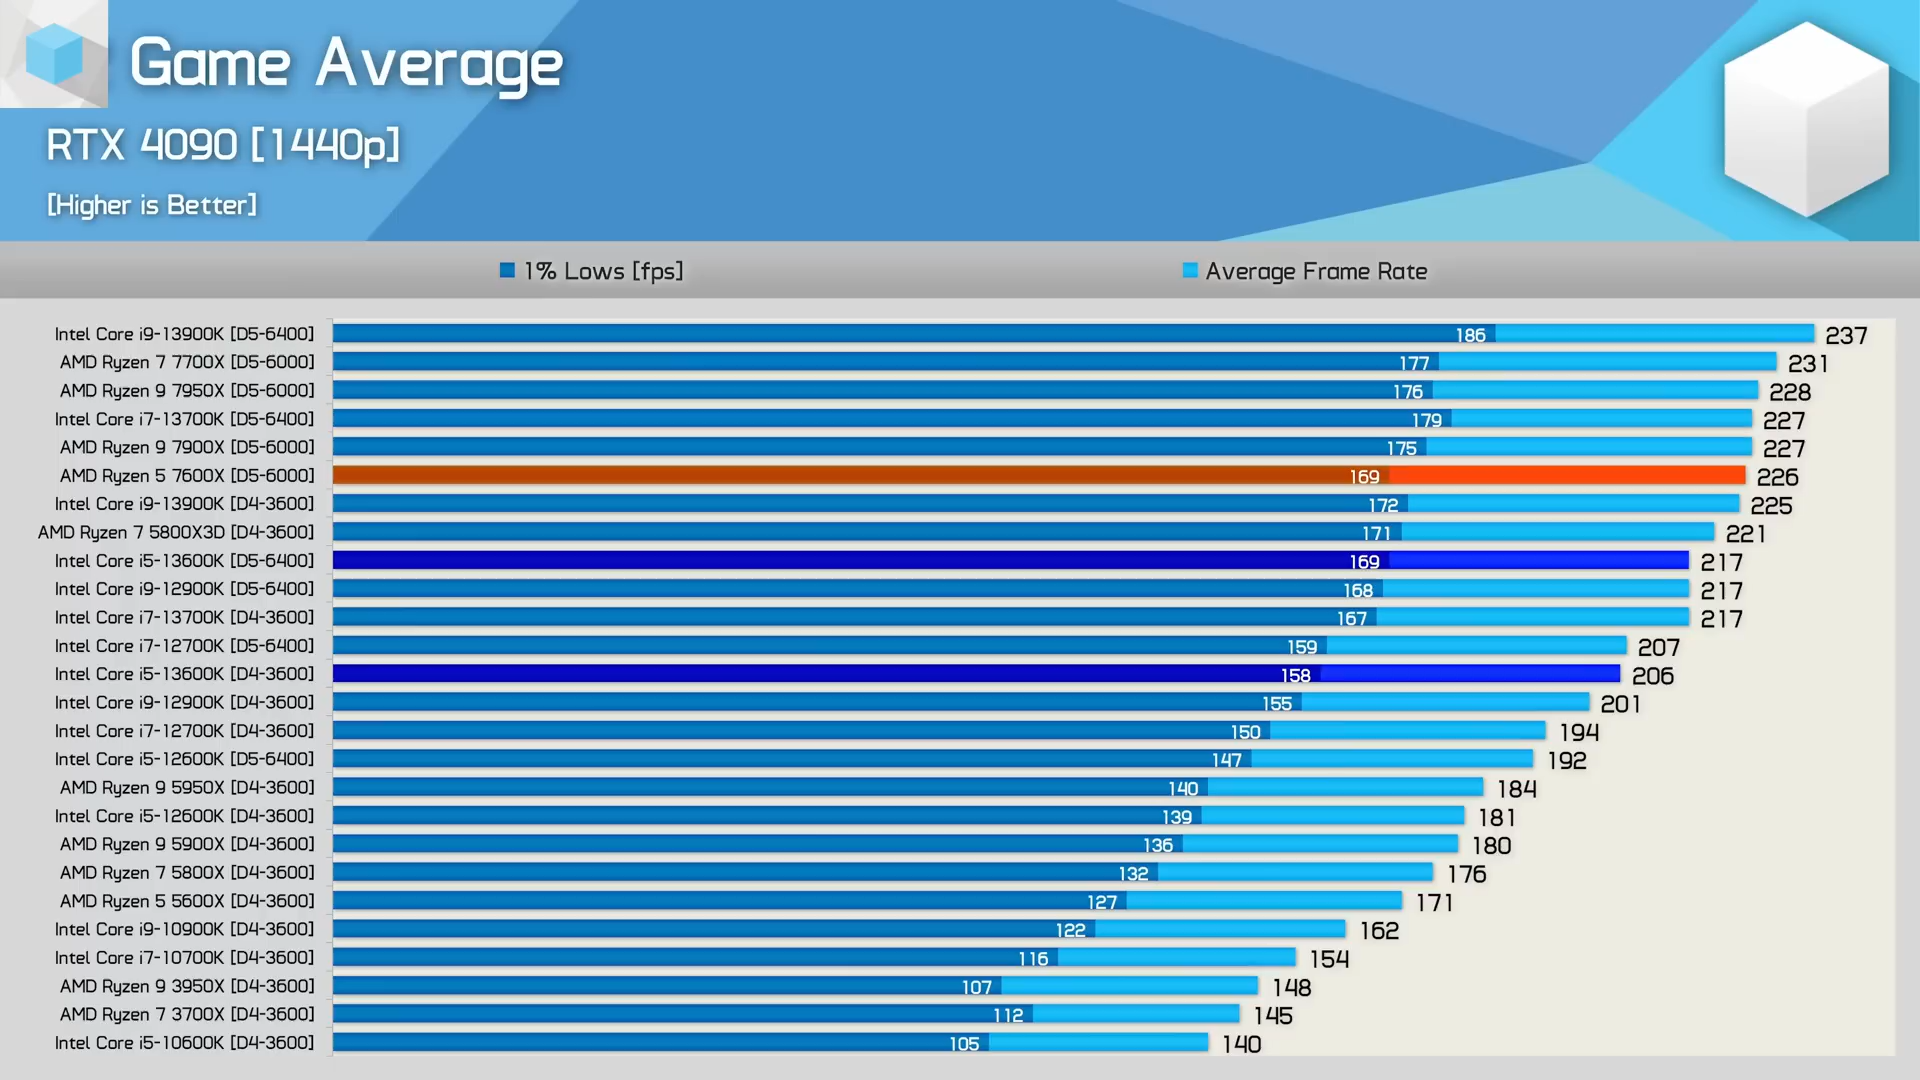 Game Average
RTX 4090 [1440p]
[Higher is Better]
1% Lows [fps] Average Frame Rate
Intel Core i9-13900K [D5-6400] 186 237
AMD Ryzen 7 7700X [D5-6000] 177 231
AMD Ryzen 9 7950X [D5-6000] 176 228
Intel Core i7-13700K [D5-6400] 179 227
AMD Ryzen 9 7900X [D5-6000] 175 227
AMD Ryzen 5 7600X [D5-6000] 169 226
Intel Core i9-13900K [D4-3600] 172 225
AMD Ryzen 7 5800X3D [D4-3600] 171 221
Intel Core i5-13600K [D5-6400] 169 217
Intel Core i9-12900K [D5-6400] 168 217
Intel Core i7-13700K [D4-3600] 167 217
Intel Core i7-12700K [D5-6400] 159 207
Intel Core i5-13600K [D4-3600] 158 206
Intel Core i9-12900K [D4-3600] 155 201
Intel Core i7-12700K [D4-3600] 150 194
Intel Core i5-12600K [D5-6400] 147 192
AMD Ryzen 9 5950X [D4-3600] 140 184
Intel Core i5-12600K [D4-3600] 139 181
AMD Ryzen 9 5900X [D4-3600] 136 180
AMD Ryzen 7 5800X [D4-3600] 132 176
AMD Ryzen 5 5600X [D4-3600] 127 171
Intel Core i9-10900K [D4-3600] 122 162
Intel Core i7-10700K [D4-3600] 116 154
AMD Ryzen 9 3950X [D4-3600] 107 148
AMD Ryzen 7 3700X [D4-3600] 112 145
Intel Core i5-10600K [D4-3600] 105 140